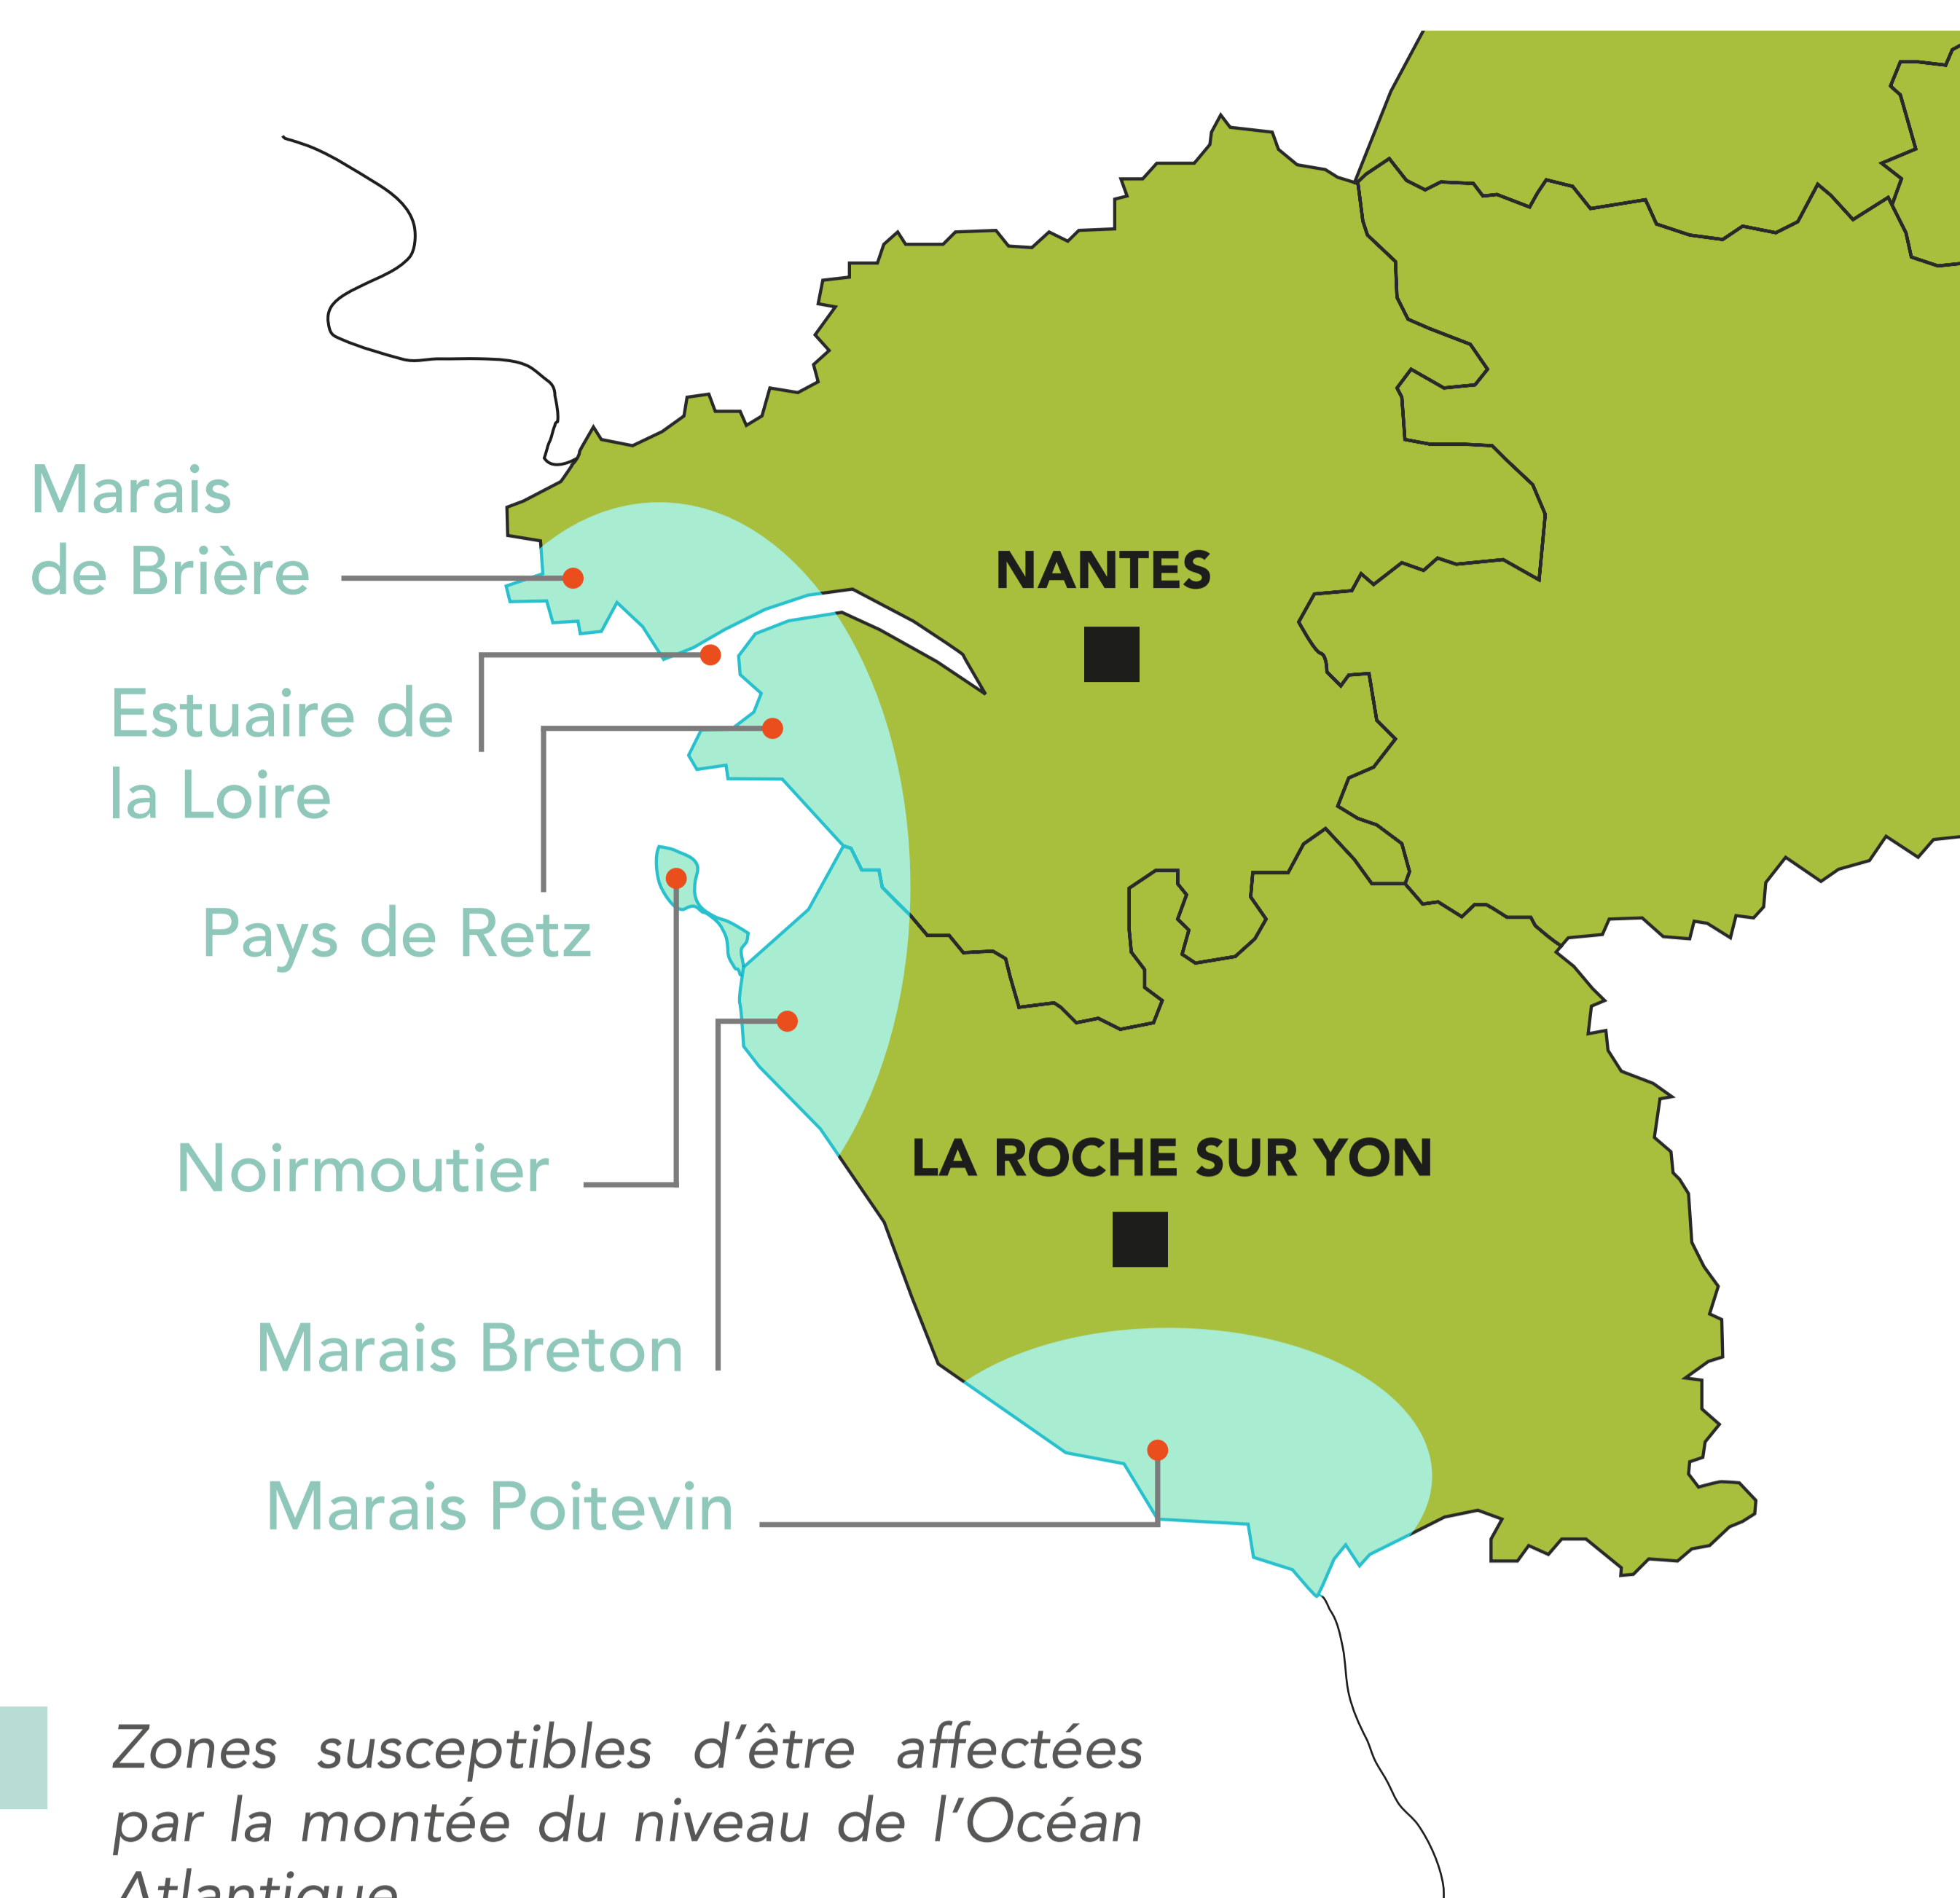 NANTES
Marais
de Brière
Estuaire de
la Loire
Pays de Retz
Noirmoutier
LA ROCHE SUR YON
Marais Breton
Marais Poitevin
Zones susceptibles d’être affectées
par la montée du niveau de l’Océan
Atlantique